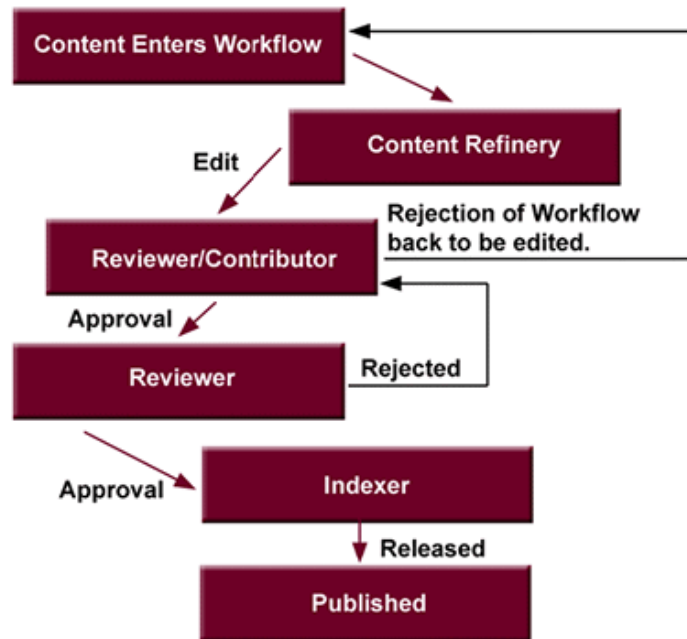 Content Enters Workflow
Content Refinery
Edit
Rejection of Workflow
back to be edited.
Reviewer/Contributor
Approval
Reviewer
Rejected
Approval
Indexer
Released
Published